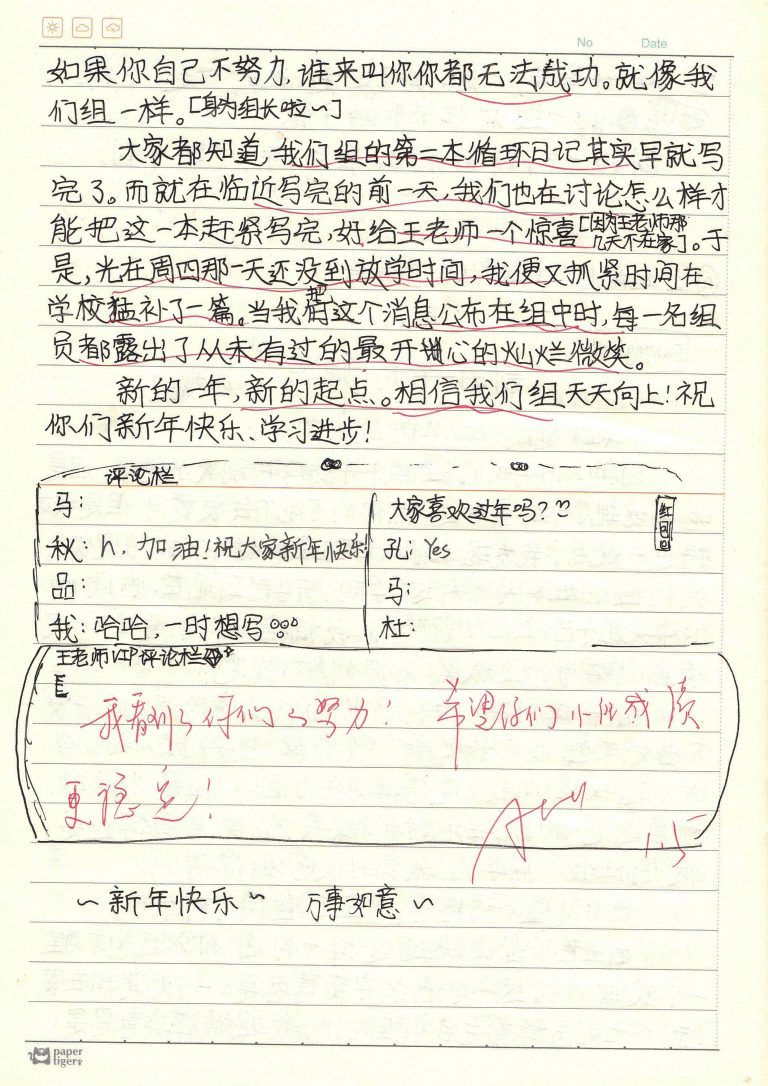 No Date
如果你自己不努力,谁来叫你你都无法成功。就像我
们组一样。[身为组长啦~]
大家都知道,我们组的第二本循环日记其实早就写
完了。而就在临近写完的前一天,我们也在讨论怎么样才
能把这一本赶紧写完,好给王老师一个惊喜[因为王老师那几天不在家]。于
是,光在周四那一天还没到放学时间,我便又抓紧时间在
学校猛补了一篇。当我把这个消息公布在组中时,每一名组
员都露出了从未有过的最开心的灿烂微笑。
新的一年,新的起点。相信我们组天天向上!祝
你们新年快乐、学习进步!
评论栏
马:
秋:h,加油!祝大家新年快乐
品:
我:哈哈,一时想写。。。
大家喜欢过年吗?
红包
孔:Yes
马:
杜:
王老师VIP评论栏
我看到了你们的努力!希望你们小组成绩
更稳定!
1.5
~新年快乐~ 万事如意~
paper
tiger